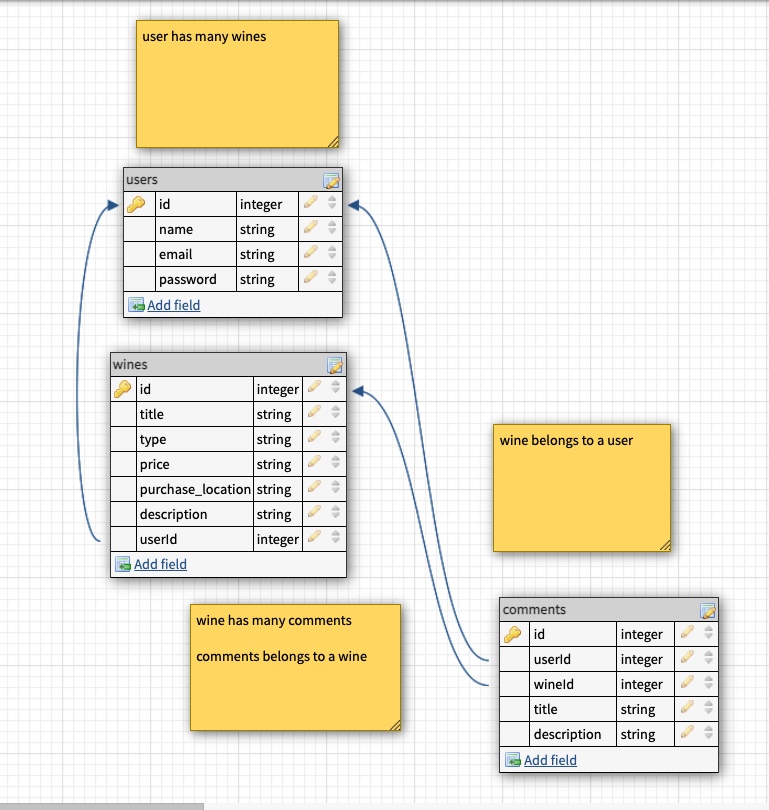 user has many wines
users
id integer
name string
email string
password string
Add field
wines
id integer
title string
type string
price string
purchase_location string
description string
userId integer
Add field
wine belongs to a user
wine has many comments
comments belongs to a wine
comments
id integer
userId integer
wineId integer
title string
description string
Add field